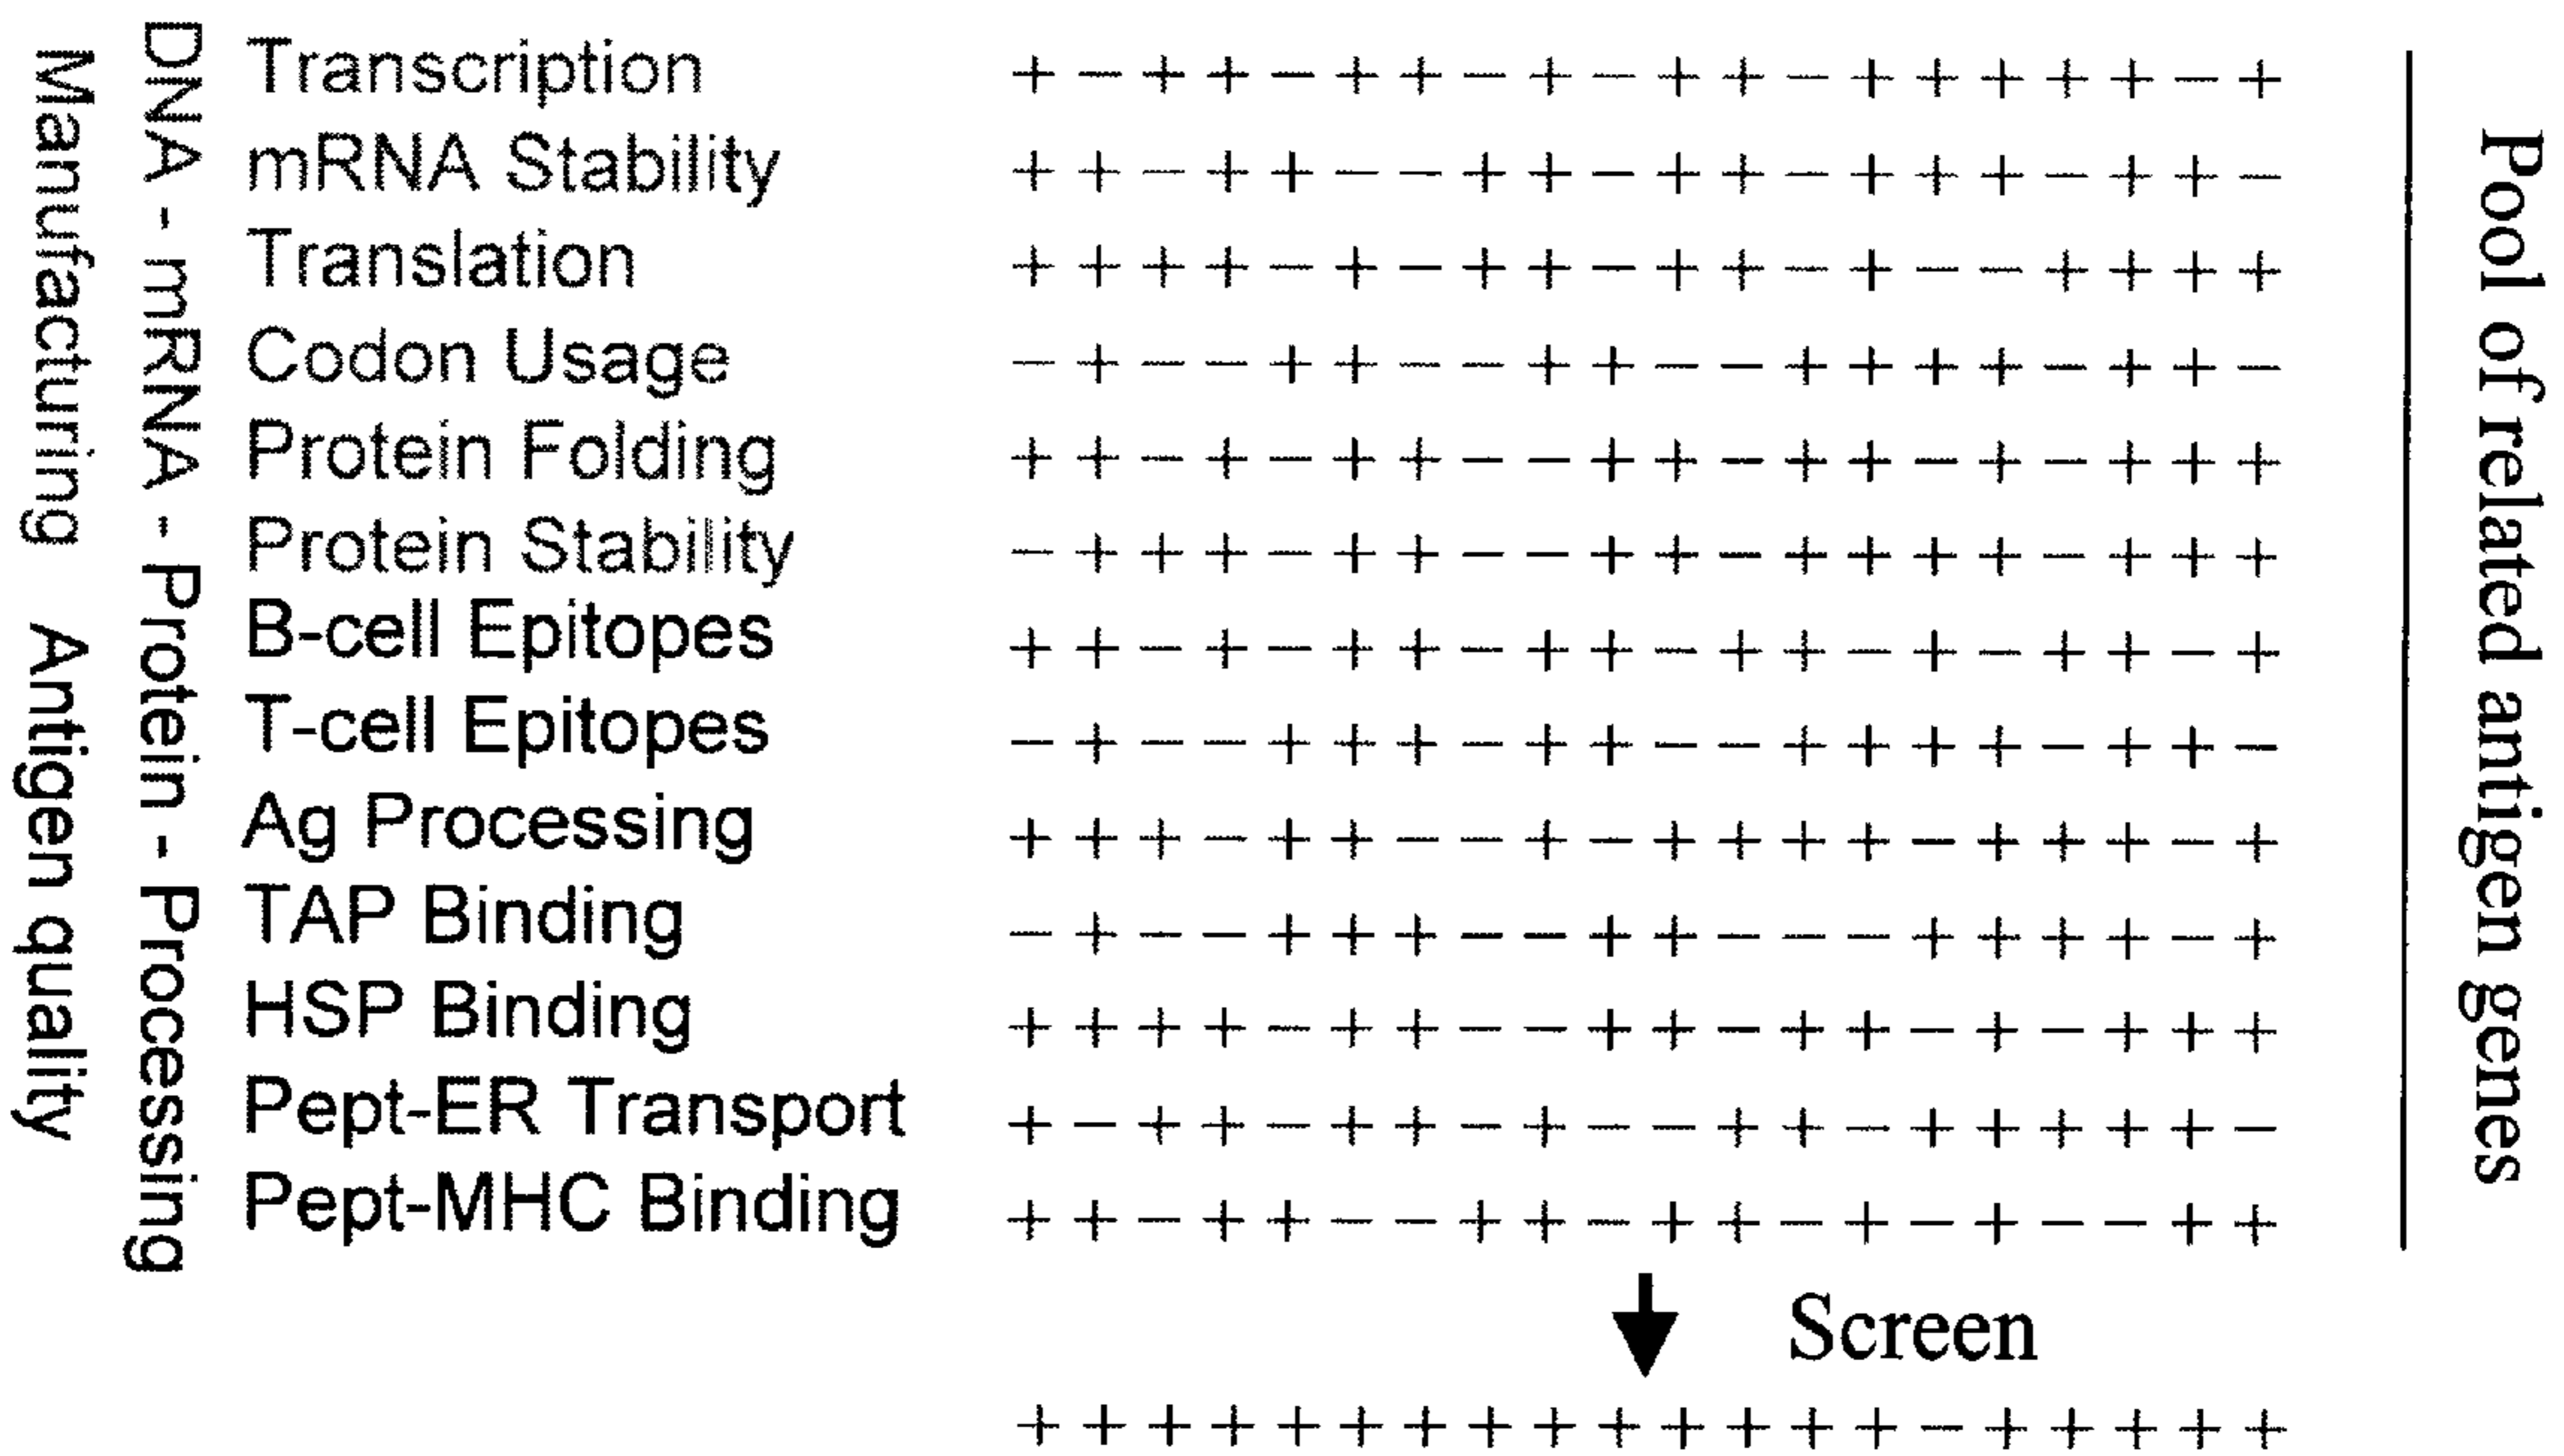 Manufacturing Antigen quality
DNA - mRNA - Protein - Processing
Transcription + − + + − + + − + − + + − + + + + + − +
mRNA Stability + + − + + − − + + − + + − + + + − + + −
Translation + + + + − + − + + − + + − + − − + + + +
Codon Usage − + − − + + − − + + − − + + + + − + + −
Protein Folding + + − + − + + − − + + − + + − + − + + +
Protein Stability − + + + − + + − − + + − + + + + − + + +
B-cell Epitopes + + − + − + + − + + − + + − + − + + − +
T-cell Epitopes − + − − + + + − + + − − + + + + − + + −
Ag Processing + + + − + + − − + − + + + + − + + + − +
TAP Binding − + − − + + + − − + + − − − + + + + − +
HSP Binding + + + + − + + − − + + − + + − + − + + +
Pept-ER Transport + − + + − + + − + − − + + − + + + + + −
Pept-MHC Binding + + − + + − − + + − + + − + − + − − + +
Pool of related antigen genes
Screen
+ + + + + + + + + + + + + + − + + + + +